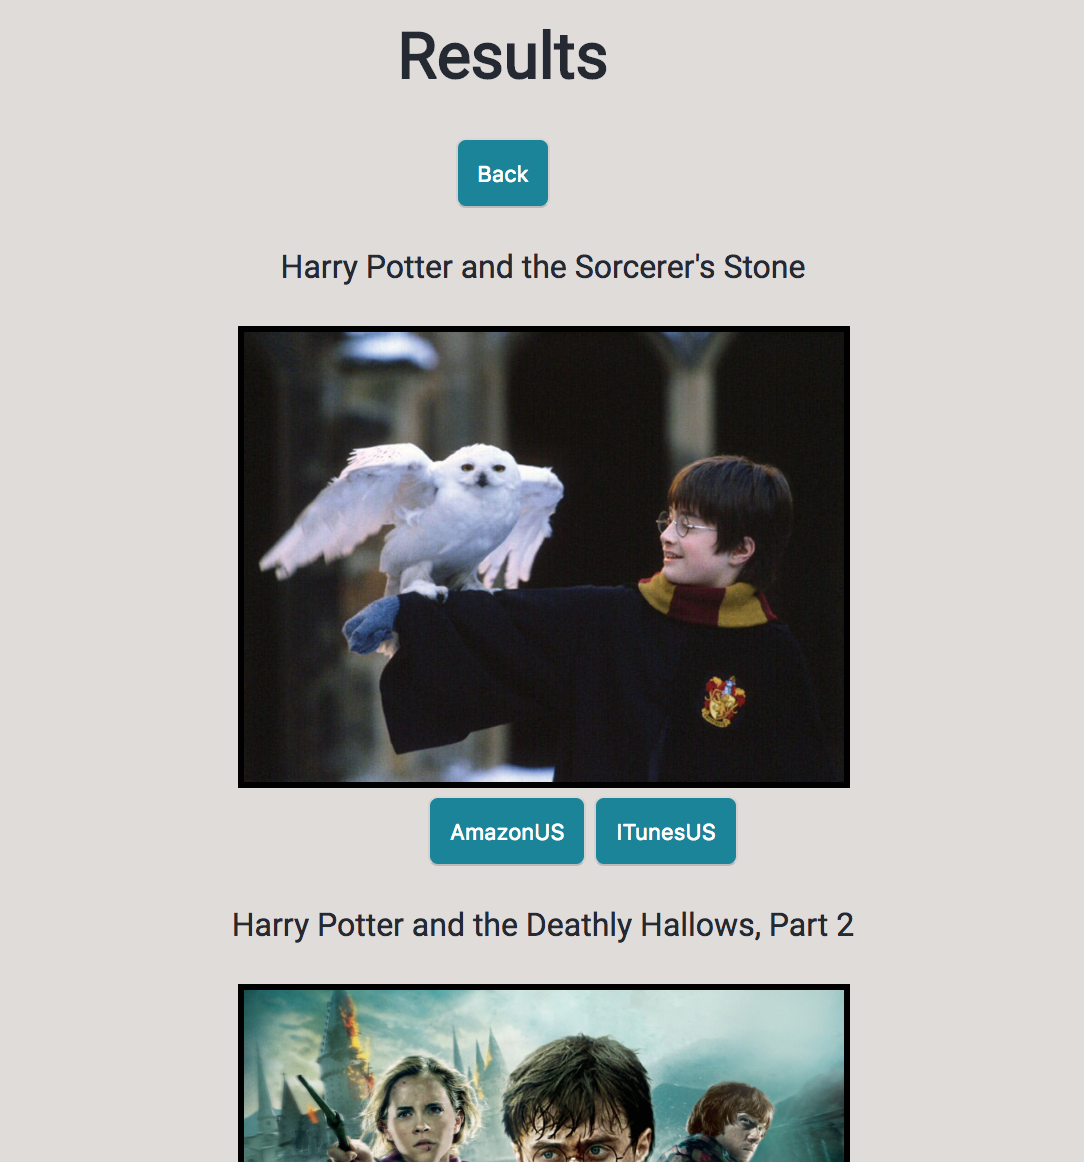 Results
Back
Harry Potter and the Sorcerer's Stone
AmazonUS ITunesUS
Harry Potter and the Deathly Hallows, Part 2